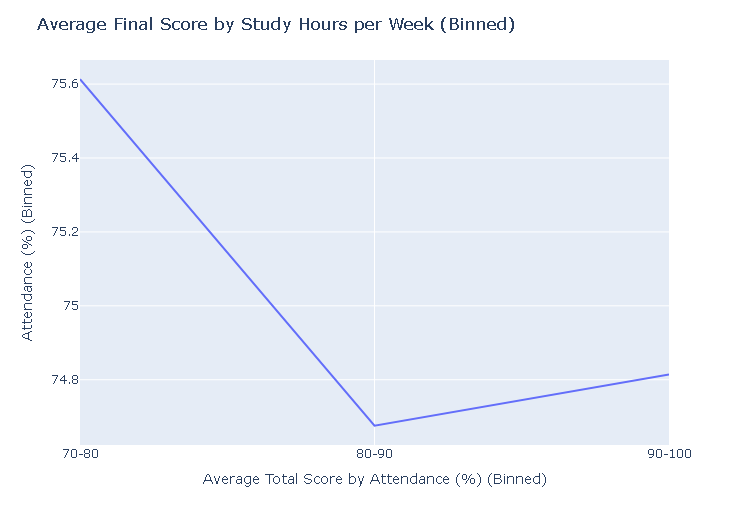 Average Final Score by Study Hours per Week (Binned)
75.6
75.4
75.2
75
74.8
Attendance (%) (Binned)
70-80
80-90
90-100
Average Total Score by Attendance (%) (Binned)